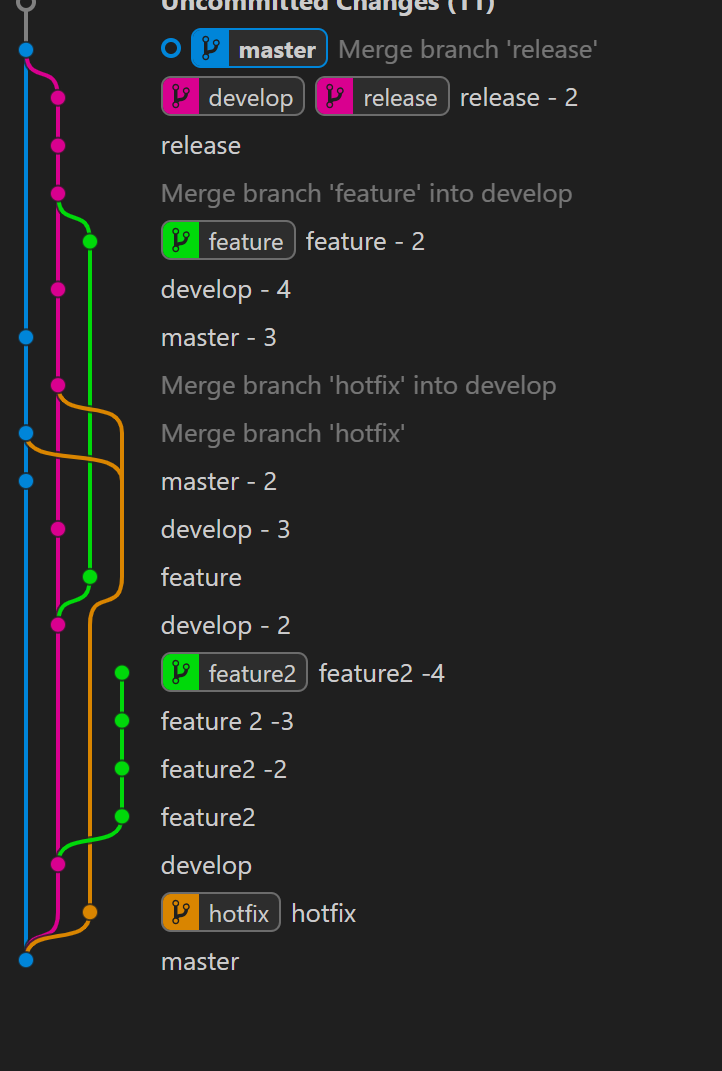 Uncommitted Changes (11)
master Merge branch 'release'
develop release release - 2
release
Merge branch 'feature' into develop
feature feature - 2
develop - 4
master - 3
Merge branch 'hotfix' into develop
Merge branch 'hotfix'
master - 2
develop - 3
feature
develop - 2
feature2 feature2 -4
feature 2 -3
feature2 -2
feature2
develop
hotfix hotfix
master